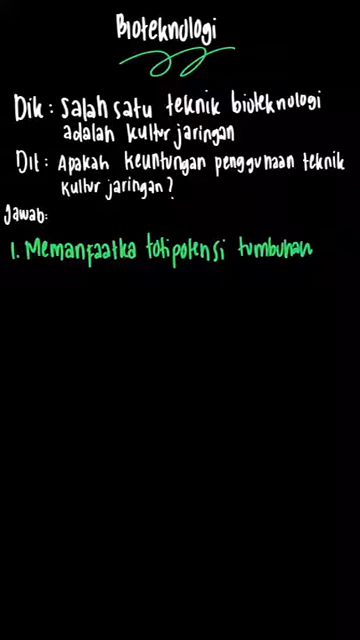 Bioteknologi
Dik: Salah satu teknik bioteknologi
adalah kultur jaringan
Dit: Apakah keuntungan penggunaan teknik
kultur jaringan?
Jawab:
1. Memanfaatka totipotensi tumbuhan